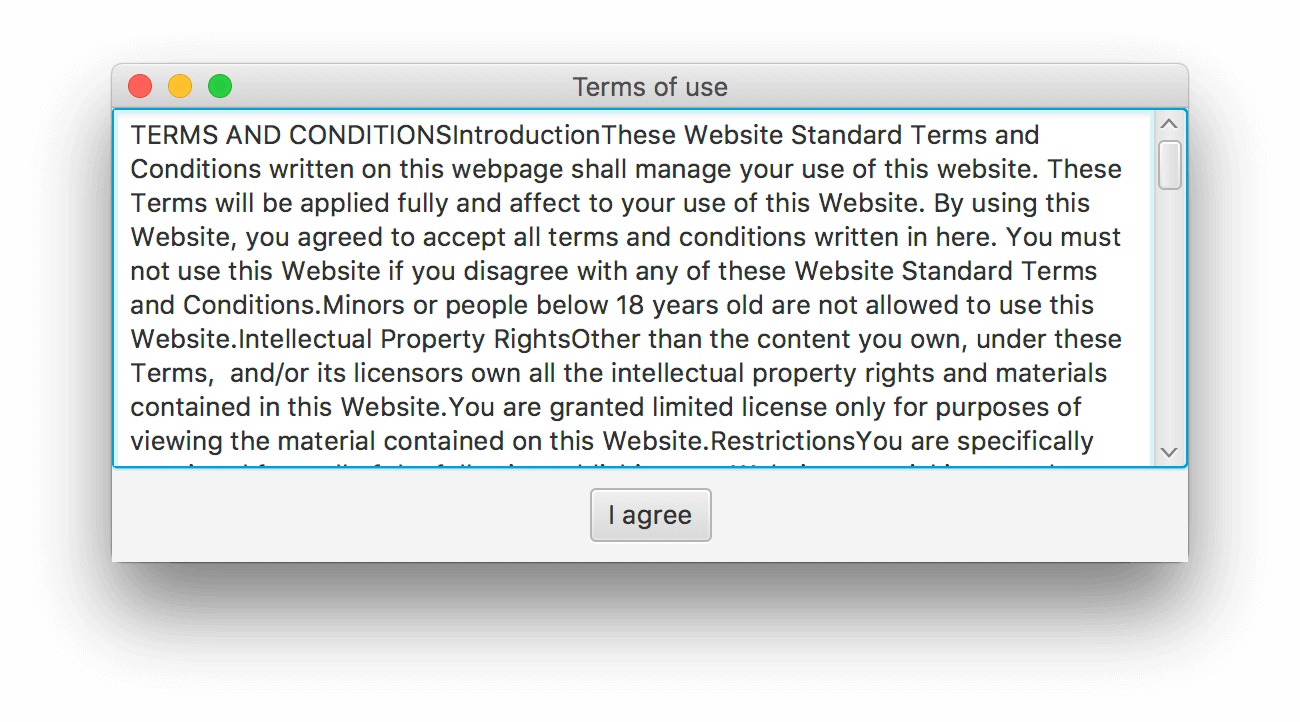 Terms of use
TERMS AND CONDITIONSIntroductionThese Website Standard Terms and
Conditions written on this webpage shall manage your use of this website. These
Terms will be applied fully and affect to your use of this Website. By using this
Website, you agreed to accept all terms and conditions written in here. You must
not use this Website if you disagree with any of these Website Standard Terms
and Conditions.Minors or people below 18 years old are not allowed to use this
Website.Intellectual Property RightsOther than the content you own, under these
Terms,  and/or its licensors own all the intellectual property rights and materials
contained in this Website.You are granted limited license only for purposes of
viewing the material contained on this Website.RestrictionsYou are specifically
I agree